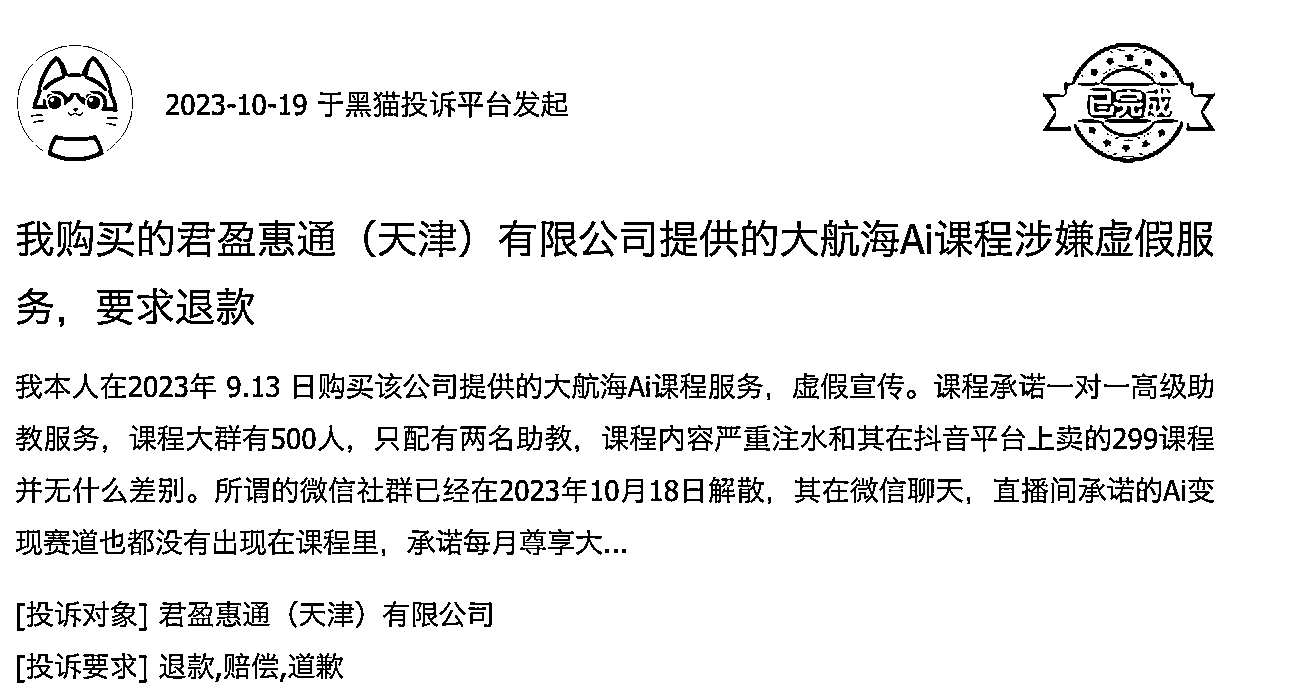 2023-10-19 于黑猫投诉平台发起
已完成
我购买的君盈惠通（天津）有限公司提供的大航海Ai课程涉嫌虚假服
务，要求退款
我本人在2023年 9.13 日购买该公司提供的大航海Ai课程服务，虚假宣传。课程承诺一对一高级助
教服务，课程大群有500人，只配有两名助教，课程内容严重注水和其在抖音平台上卖的299课程
并无什么差别。所谓的微信社群已经在2023年10月18日解散，其在微信聊天，直播间承诺的Ai变
现赛道也都没有出现在课程里，承诺每月尊享大...
[投诉对象] 君盈惠通（天津）有限公司
[投诉要求] 退款,赔偿,道歉